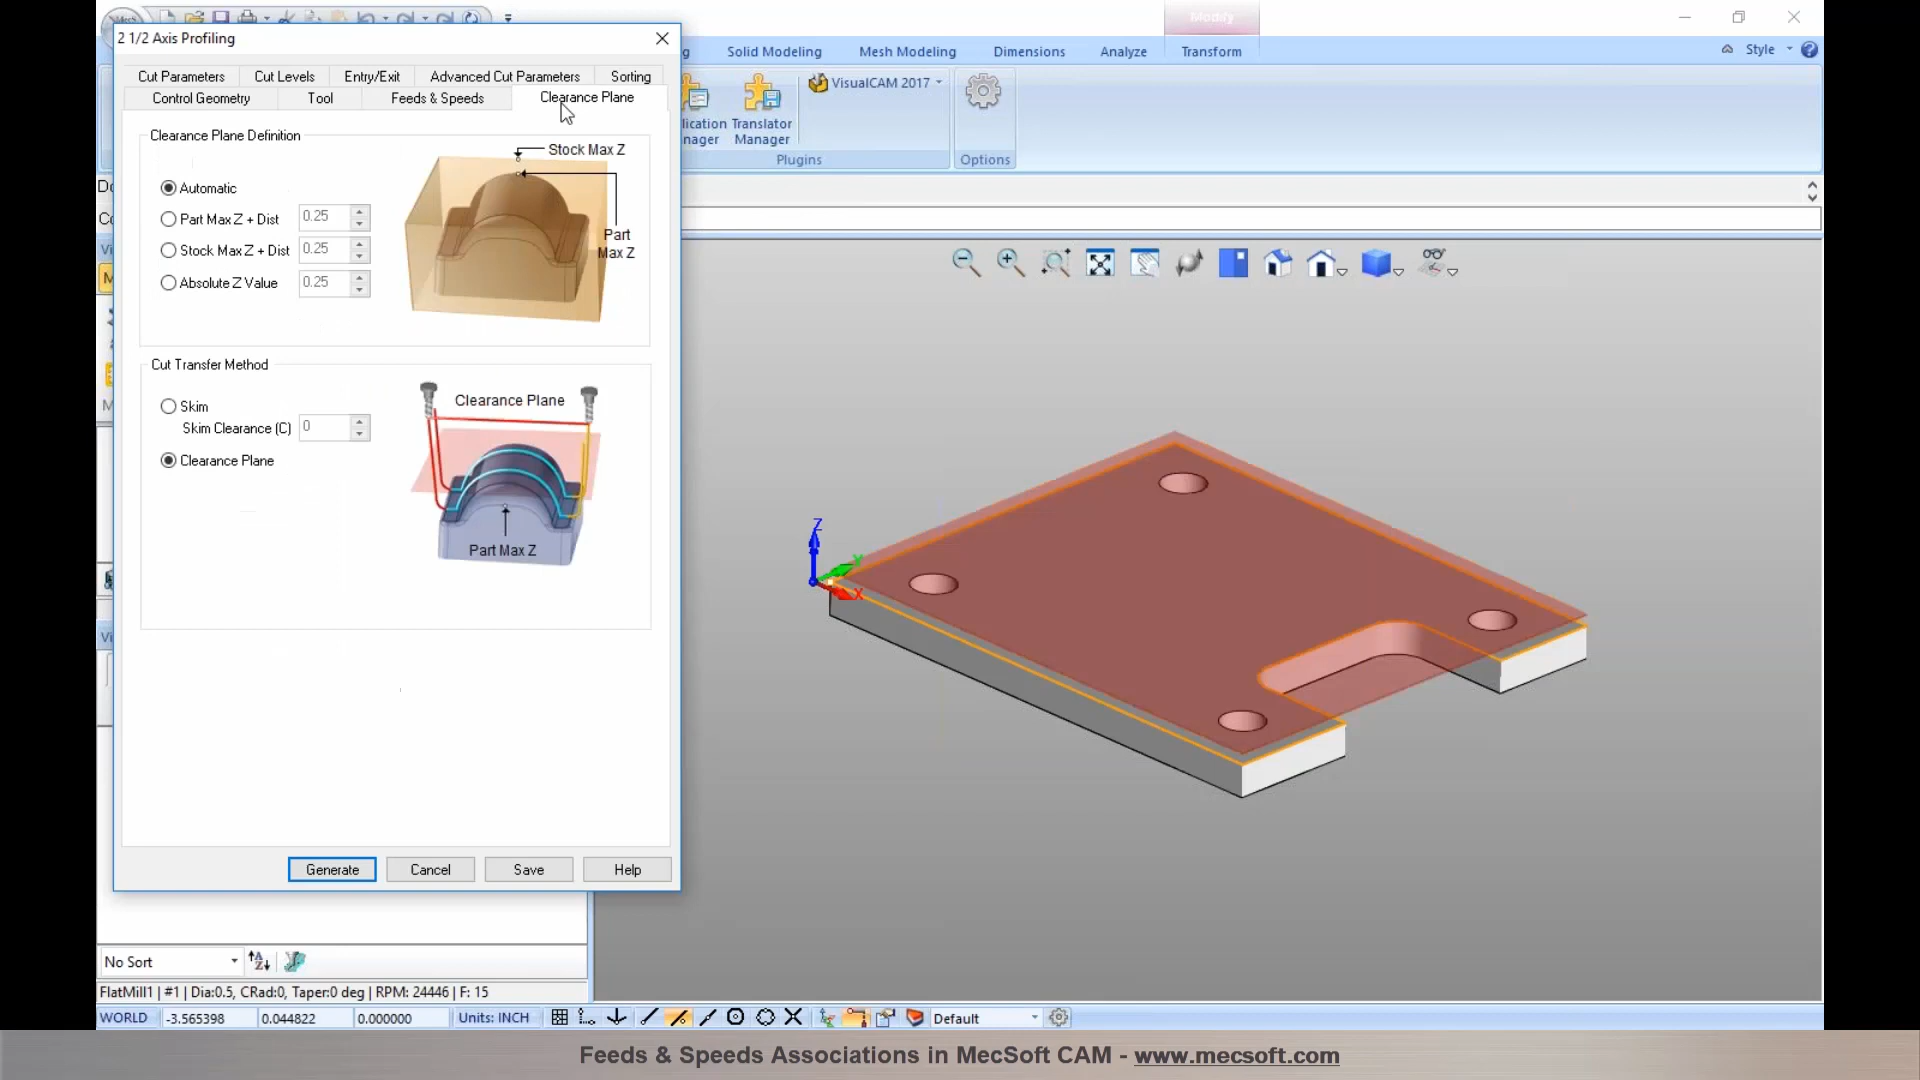 Modify
2 1/2 Axis Profiling
Cut Parameters Cut Levels Entry/Exit Advanced Cut Parameters Sorting
Control Geometry Tool Feeds & Speeds Clearance Plane
Solid Modeling Mesh Modeling Dimensions Analyze Transform
Style
VisualCAM 2017
Translator
Manager
Plugins
Options
Clearance Plane Definition
Stock Max Z
Part
Max Z
Automatic
Part Max Z + Dist 0.25
Stock Max Z + Dist 0.25
Absolute Z Value 0.25
Cut Transfer Method
Skim
Skim Clearance (C) 0
Clearance Plane
Clearance Plane
Part Max Z
Z
Y
X
Generate Cancel Save Help
No Sort
FlatMill1 | #1 | Dia:0.5, CRad:0, Taper:0 deg | RPM: 24446 | F: 15
WORLD -3.565398 0.044822 0.000000 Units: INCH Default
Feeds & Speeds Associations in MecSoft CAM - www.mecsoft.com